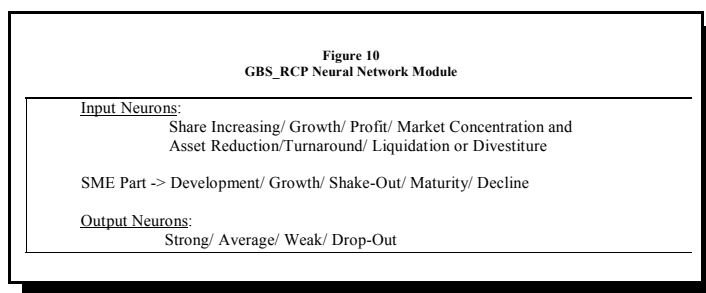 Figure 10
GBS_RCP Neural Network Module
Input Neurons:
Share Increasing/ Growth/ Profit/ Market Concentration and
Asset Reduction/Turnaround/ Liquidation or Divestiture
SME Part -> Development/ Growth/ Shake-Out/ Maturity/ Decline
Output Neurons:
Strong/ Average/ Weak/ Drop-Out